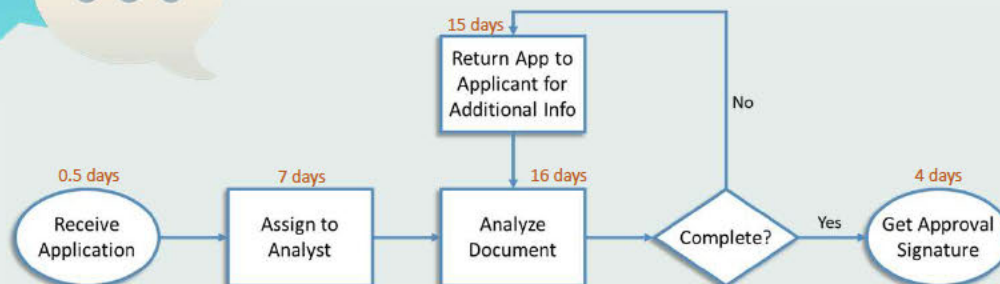 15 days
Return App to
Applicant for
Additional Info
No
0.5 days
Receive
Application
7 days
Assign to
Analyst
16 days
Analyze
Document
Complete?
Yes
4 days
Get Approval
Signature